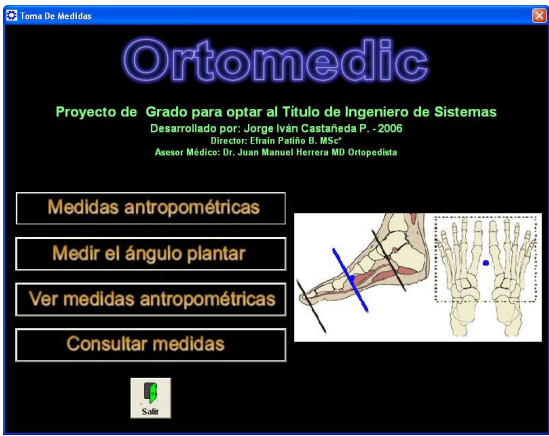 Toma De Medidas
Ortomedic
Proyecto de Grado para optar al Título de Ingeniero de Sistemas
Desarrollado por: Jorge Iván Castañeda P. - 2006
Director: Efraín Patiño B. MSc*
Asesor Médico: Dr. Juan Manuel Herrera MD Ortopedista
Medidas antropométricas
Medir el ángulo plantar
Ver medidas antropométricas
Consultar medidas
Salir